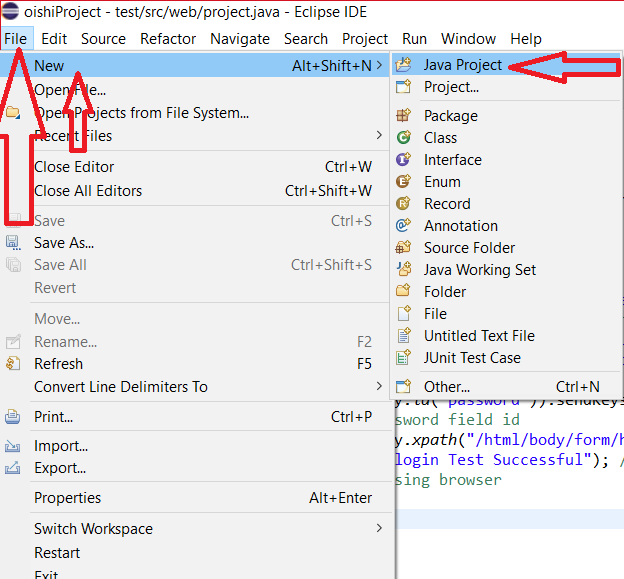 oishiProject - test/src/web/project.java - Eclipse IDE
File Edit Source Refactor Navigate Search Project Run Window Help
New Alt+Shift+N >
Open File...
Open Projects from File System...
Recent Files >
Close Editor Ctrl+W
Close All Editors Ctrl+Shift+W
Save Ctrl+S
Save As...
Save All Ctrl+Shift+S
Revert
Move...
Rename... F2
Refresh F5
Convert Line Delimiters To >
Print... Ctrl+P
Import...
Export...
Properties Alt+Enter
Switch Workspace >
Restart
Exit
Java Project
Project...
Package
Class
Interface
Enum
Record
Annotation
Source Folder
Java Working Set
Folder
File
Untitled Text File
JUnit Test Case
Other... Ctrl+N
sword field id
y.xpath("/html/body/form/h
login Test Successful"); /
sing browser